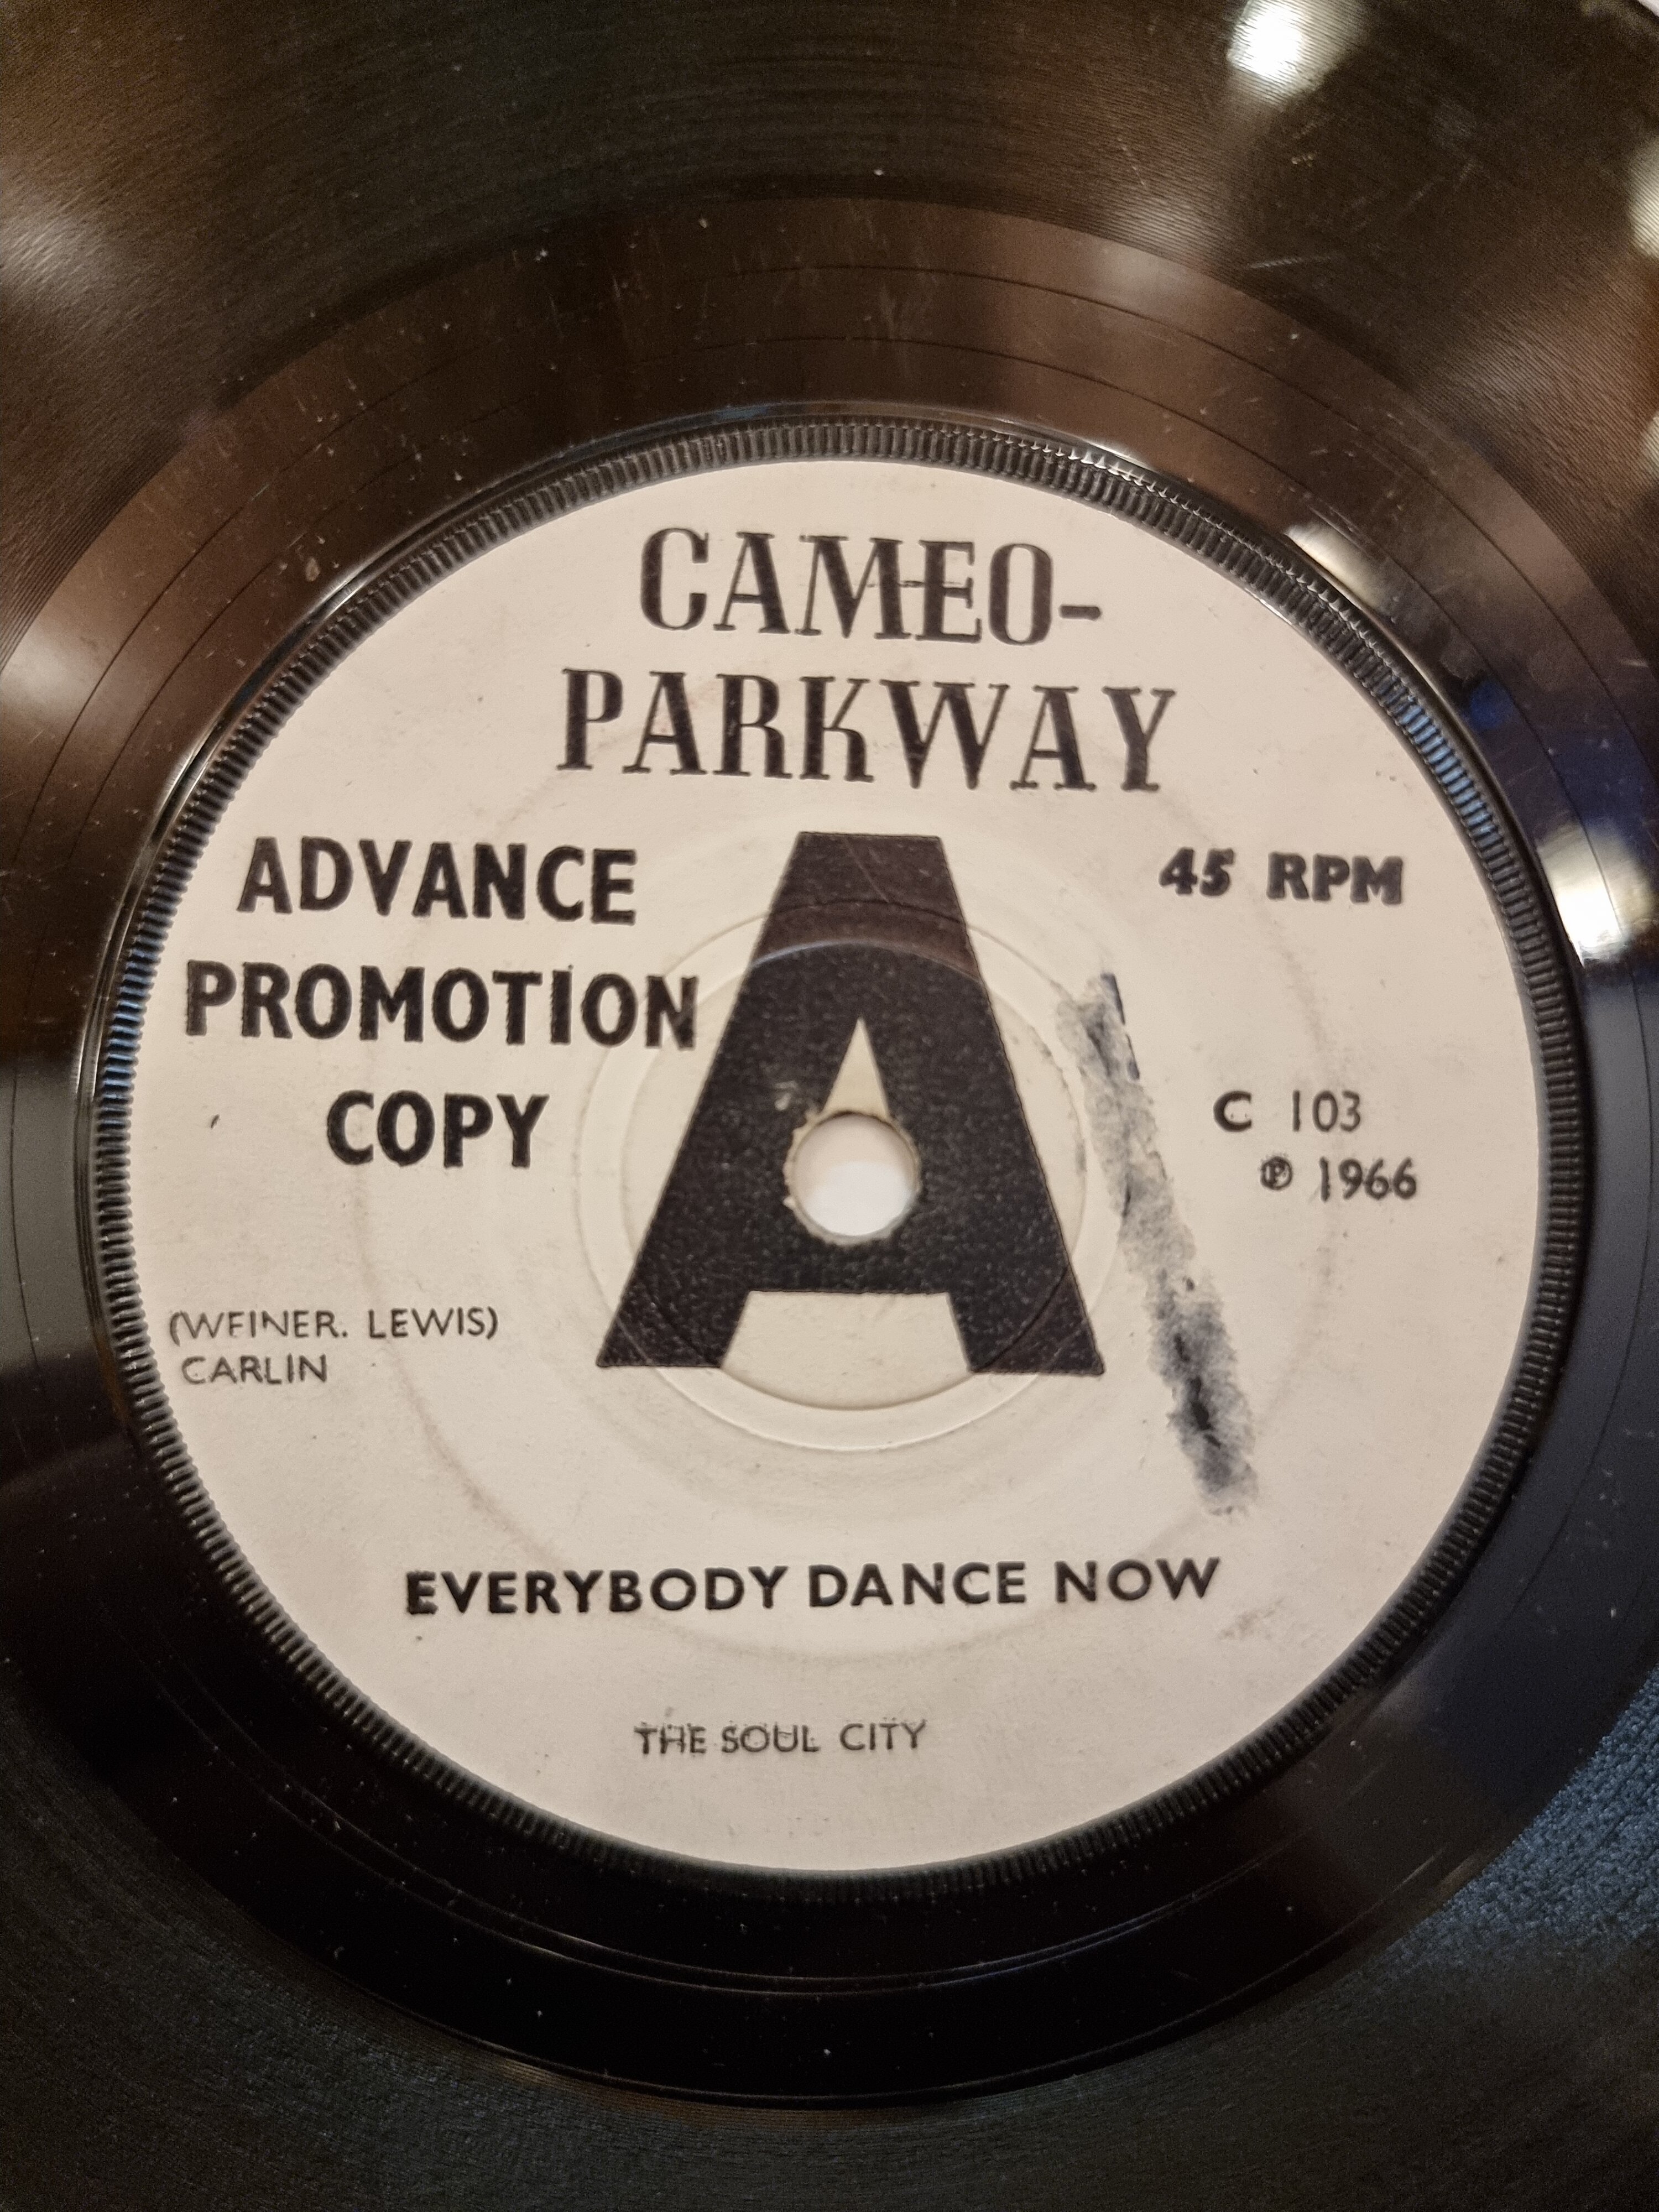 CAMEO-
PARKWAY
ADVANCE
PROMOTION
COPY
A
45 RPM
C 103
℗ 1966
(WEINER. LEWIS)
CARLIN
EVERYBODY DANCE NOW
THE SOUL CITY